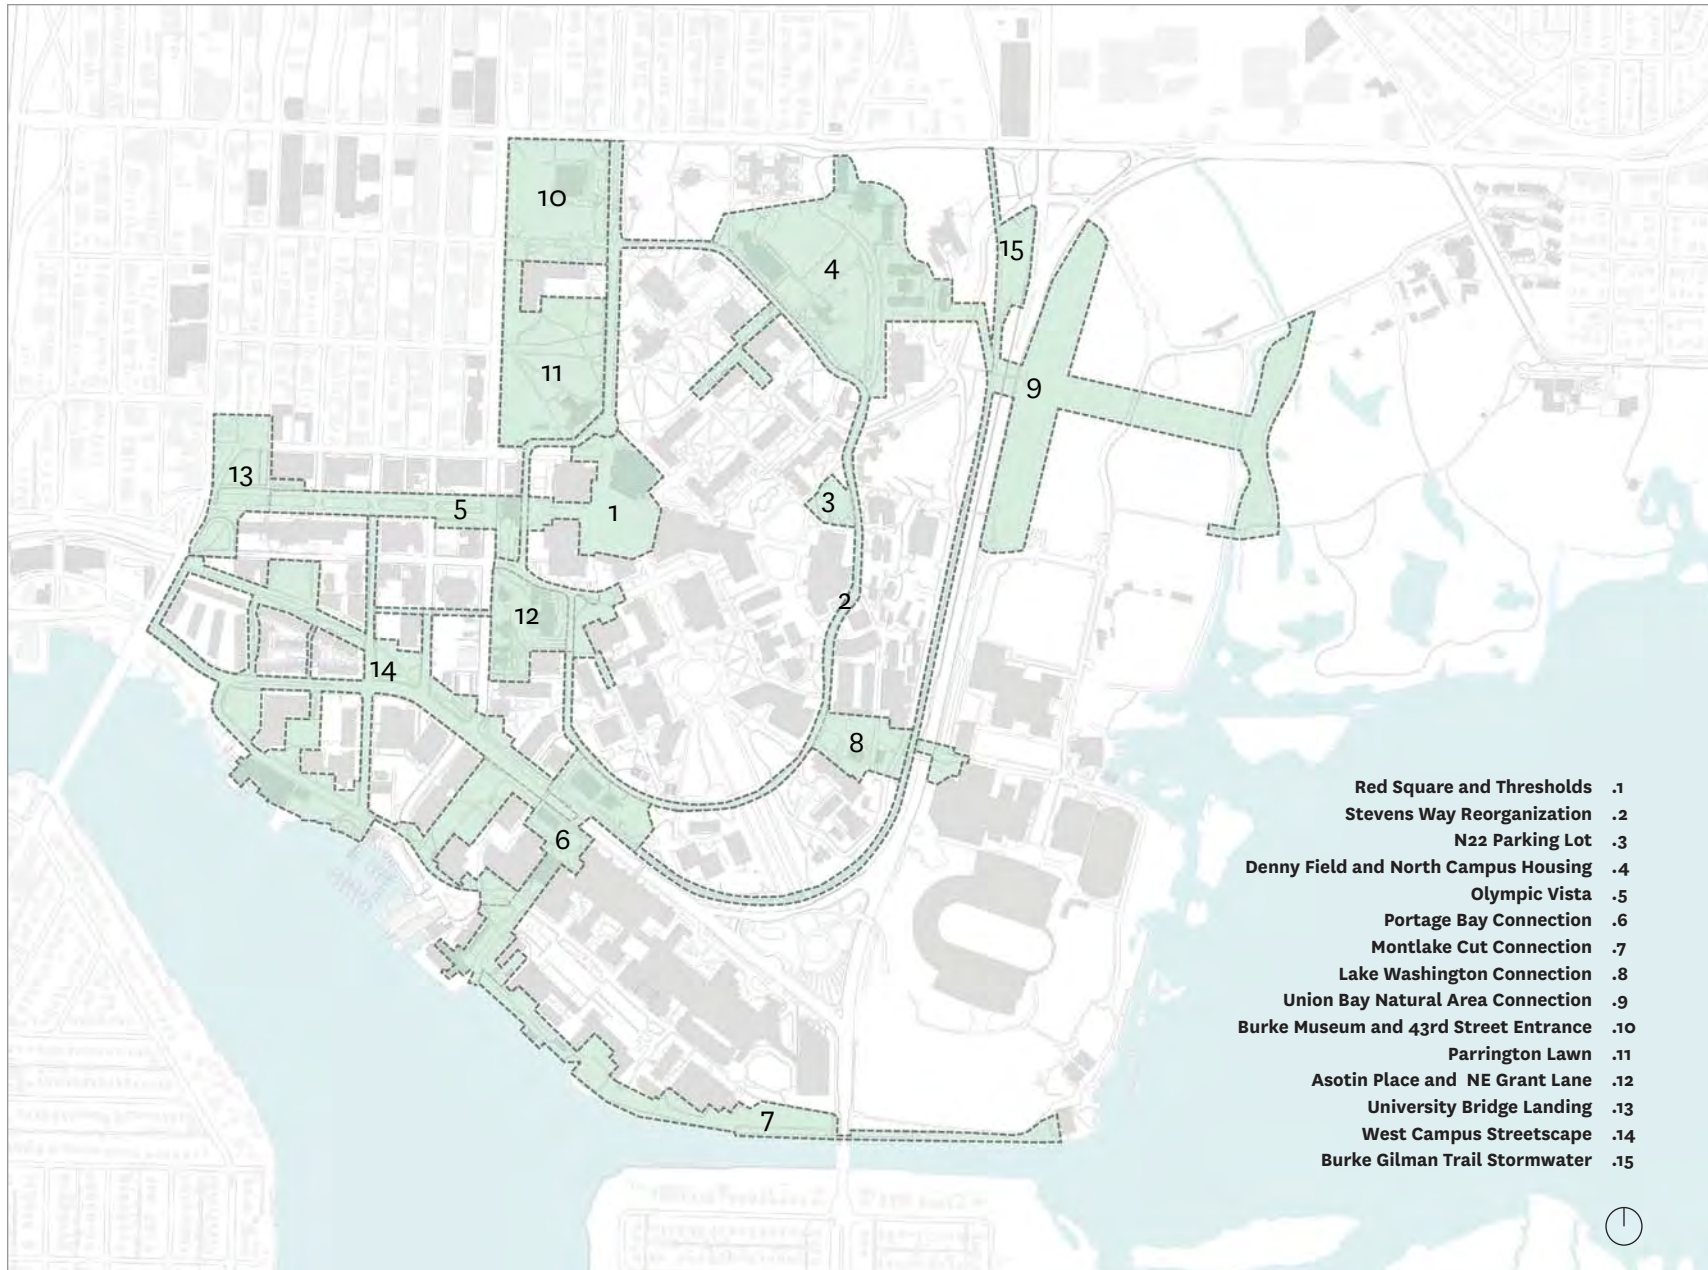 10
15
4
9
11
13
3
5
1
2
12
14
8
6
7
Red Square and Thresholds .1
Stevens Way Reorganization .2
N22 Parking Lot .3
Denny Field and North Campus Housing .4
Olympic Vista .5
Portage Bay Connection .6
Montlake Cut Connection .7
Lake Washington Connection .8
Union Bay Natural Area Connection .9
Burke Museum and 43rd Street Entrance .10
Parrington Lawn .11
Asotin Place and NE Grant Lane .12
University Bridge Landing .13
West Campus Streetscape .14
Burke Gilman Trail Stormwater .15